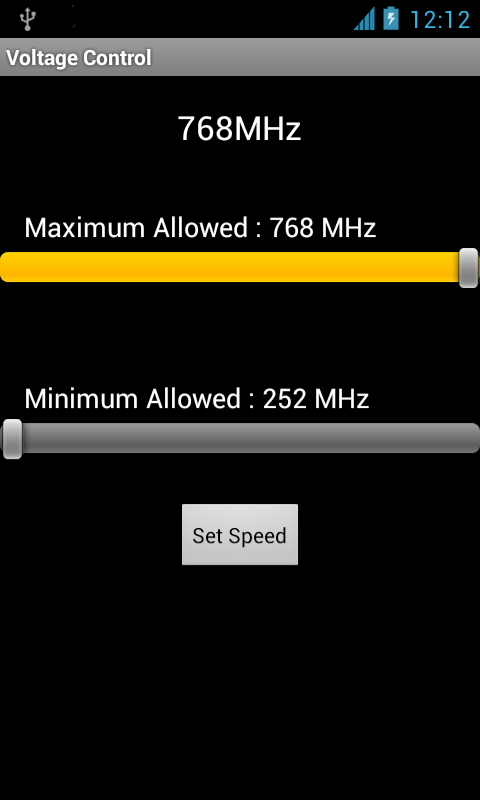 12:12
Voltage Control
768MHz
Maximum Allowed : 768 MHz
Minimum Allowed : 252 MHz
Set Speed